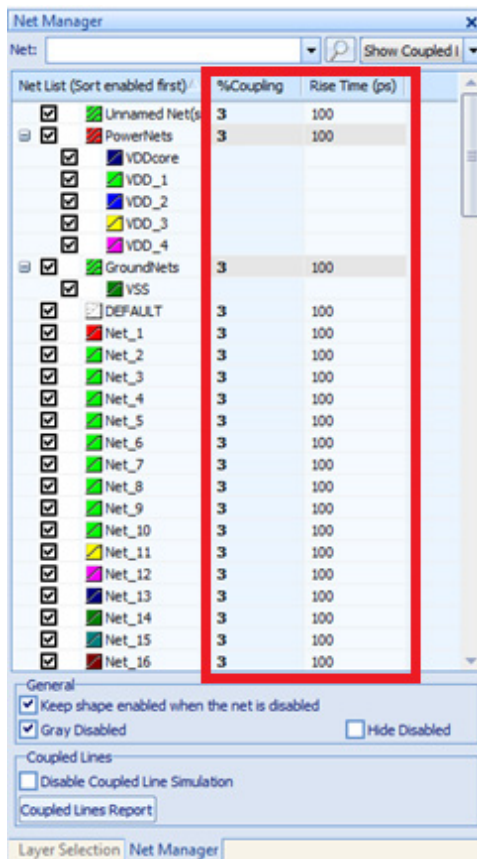 Net Manager x
Net: Show Coupled
Net List (Sort enabled first) %Coupling Rise Time (ps)
Unnamed Net(s 3 100
PowerNets 3 100
VDDcore
VDD_1
VDD_2
VDD_3
VDD_4
GroundNets 3 100
VSS
DEFAULT 3 100
Net_1 3 100
Net_2 3 100
Net_3 3 100
Net_4 3 100
Net_5 3 100
Net_6 3 100
Net_7 3 100
Net_8 3 100
Net_9 3 100
Net_10 3 100
Net_11 3 100
Net_12 3 100
Net_13 3 100
Net_14 3 100
Net_15 3 100
Net_16 3 100
General
Keep shape enabled when the net is disabled
Gray Disabled Hide Disabled
Coupled Lines
Disable Coupled Line Simulation
Coupled Lines Report
Layer Selection Net Manager